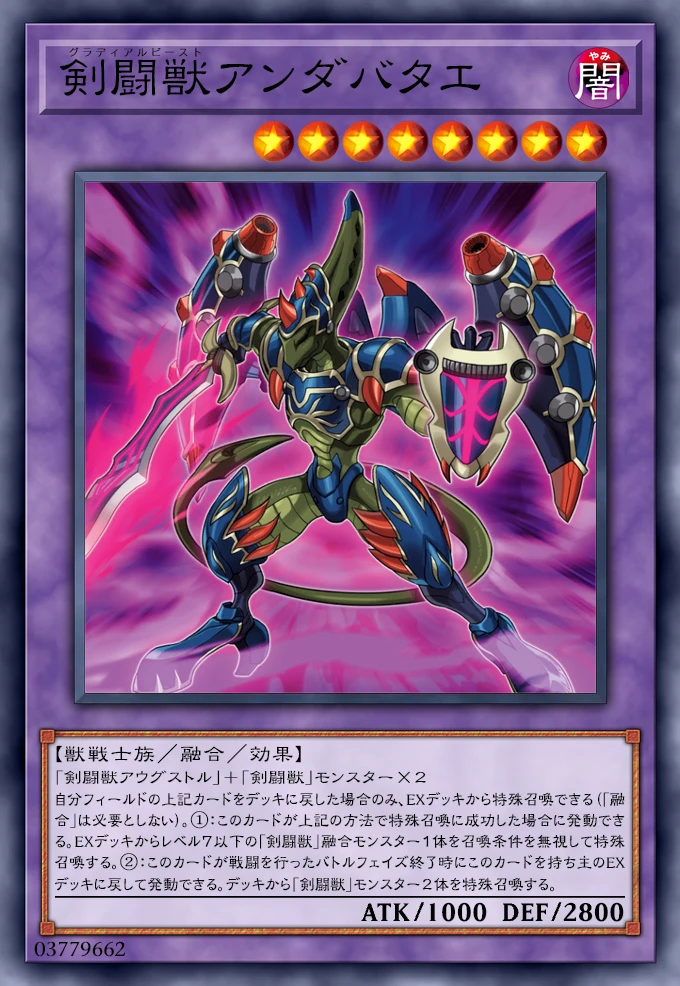 グラディアルビースト
剣闘獣アンダバタエ
やみ
闇
【獣戦士族／融合／効果】
「剣闘獣アウグストル」＋「剣闘獣」モンスター×２
自分フィールドの上記カードをデッキに戻した場合のみ、EXデッキから特殊召喚できる（「融
合」は必要としない）。①：このカードが上記の方法で特殊召喚に成功した場合に発動でき
る。EXデッキからレベル７以下の「剣闘獣」融合モンスター１体を召喚条件を無視して特殊
召喚する。②：このカードが戦闘を行ったバトルフェイズ終了時にこのカードを持ち主のEX
デッキに戻して発動できる。デッキから「剣闘獣」モンスター２体を特殊召喚する。
ATK/1000 DEF/2800
03779662